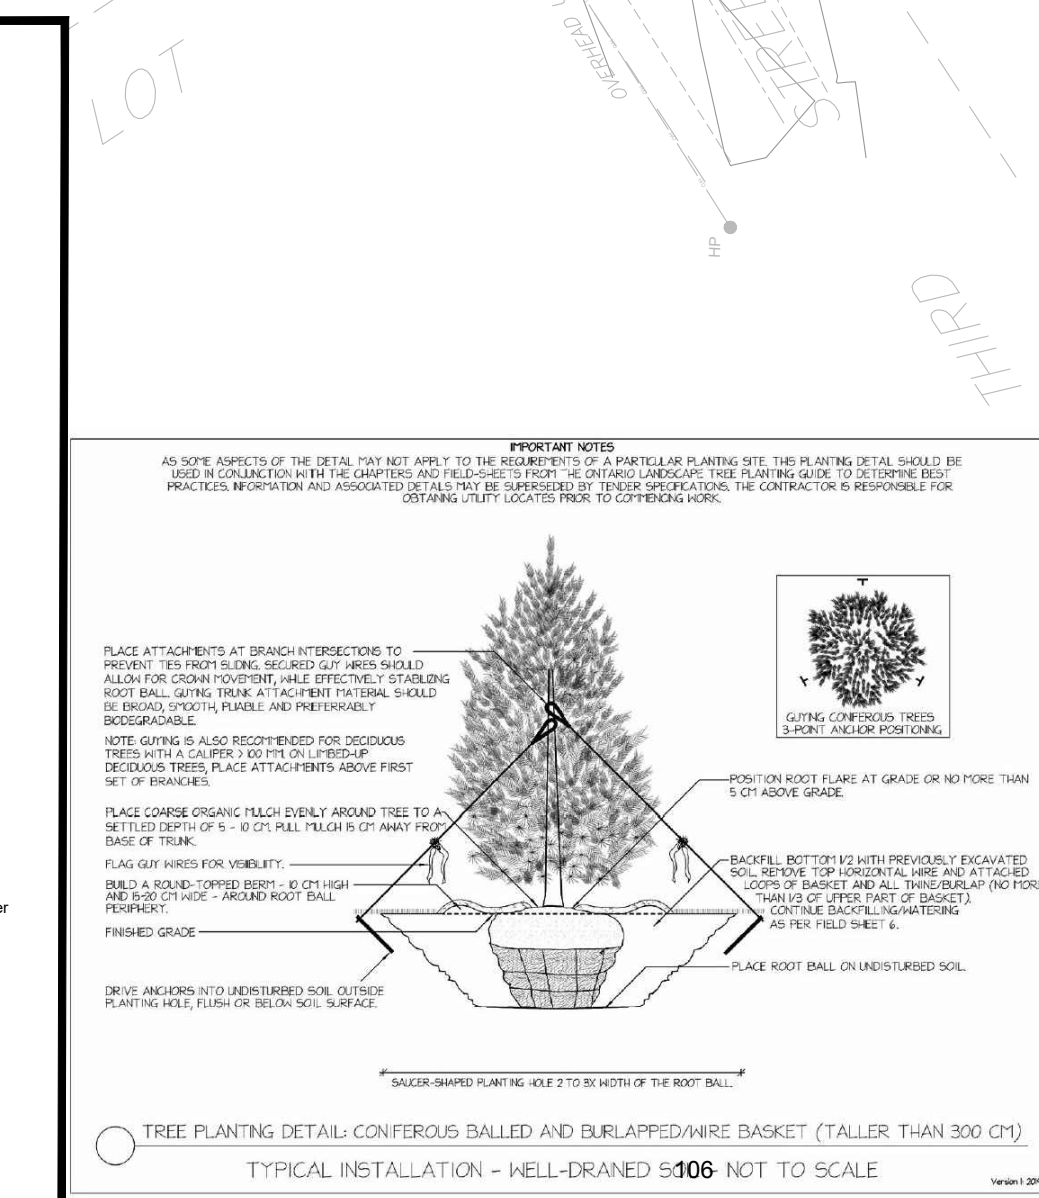 LOT
OVERHEAD
STREET
HP
THIRD
er
IMPORTANT NOTES
AS SOME ASPECTS OF THE DETAIL MAY NOT APPLY TO THE REQUIREMENTS OF A PARTICULAR PLANTING SITE. THIS PLANTING DETAIL SHOULD BE
USED IN CONJUNCTION WITH THE CHAPTERS AND FIELD-SHEETS FROM THE ONTARIO LANDSCAPE TREE PLANTING GUIDE TO DETERMINE BEST
PRACTICES. INFORMATION AND ASSOCIATED DETAILS MAY BE SUPERSEDED BY TENDER SPECIFICATIONS. THE CONTRACTOR IS RESPONSIBLE FOR
OBTAINING UTILITY LOCATES PRIOR TO COMMENCING WORK.
PLACE ATTACHMENTS AT BRANCH INTERSECTIONS TO
PREVENT TIES FROM SLIDING. SECURED GUY WIRES SHOULD
ALLOW FOR CROWN MOVEMENT, WHILE EFFECTIVELY STABILIZING
ROOT BALL. GUYING TRUNK ATTACHMENT MATERIAL SHOULD
BE BROAD, SMOOTH, PLIABLE AND PREFERRABLY
BIODEGRADABLE.
NOTE: GUYING IS ALSO RECOMMENDED FOR DECIDUOUS
TREES WITH A CALIPER > 100 MM. ON LIMBED-UP
DECIDUOUS TREES, PLACE ATTACHMENTS ABOVE FIRST
SET OF BRANCHES.
PLACE COARSE ORGANIC MULCH EVENLY AROUND TREE TO A
SETTLED DEPTH OF 5 - 10 CM. PULL MULCH 15 CM AWAY FROM
BASE OF TRUNK.
FLAG GUY WIRES FOR VISIBILITY.
BUILD A ROUND-TOPPED BERM - 10 CM HIGH
AND 15-20 CM WIDE - AROUND ROOT BALL
PERIPHERY.
FINISHED GRADE
DRIVE ANCHORS INTO UNDISTURBED SOIL OUTSIDE
PLANTING HOLE, FLUSH OR BELOW SOIL SURFACE.
GUYING CONIFEROUS TREES
3-POINT ANCHOR POSITIONING
POSITION ROOT FLARE AT GRADE OR NO MORE THAN
5 CM ABOVE GRADE.
BACKFILL BOTTOM 1/2 WITH PREVIOUSLY EXCAVATED
SOIL. REMOVE TOP HORIZONTAL WIRE AND ATTACHED
LOOPS OF BASKET AND ALL TWINE/BURLAP (NO MORE
THAN 1/3 OF UPPER PART OF BASKET).
CONTINUE BACKFILLING/WATERING
AS PER FIELD SHEET 6.
PLACE ROOT BALL ON UNDISTURBED SOIL.
SAUCER-SHAPED PLANTING HOLE 2 TO 3X WIDTH OF THE ROOT BALL.
TREE PLANTING DETAIL: CONIFEROUS BALLED AND BURLAPPED/WIRE BASKET (TALLER THAN 300 CM)
TYPICAL INSTALLATION - WELL-DRAINED SOIL - NOT TO SCALE
106
Version 1: 2019